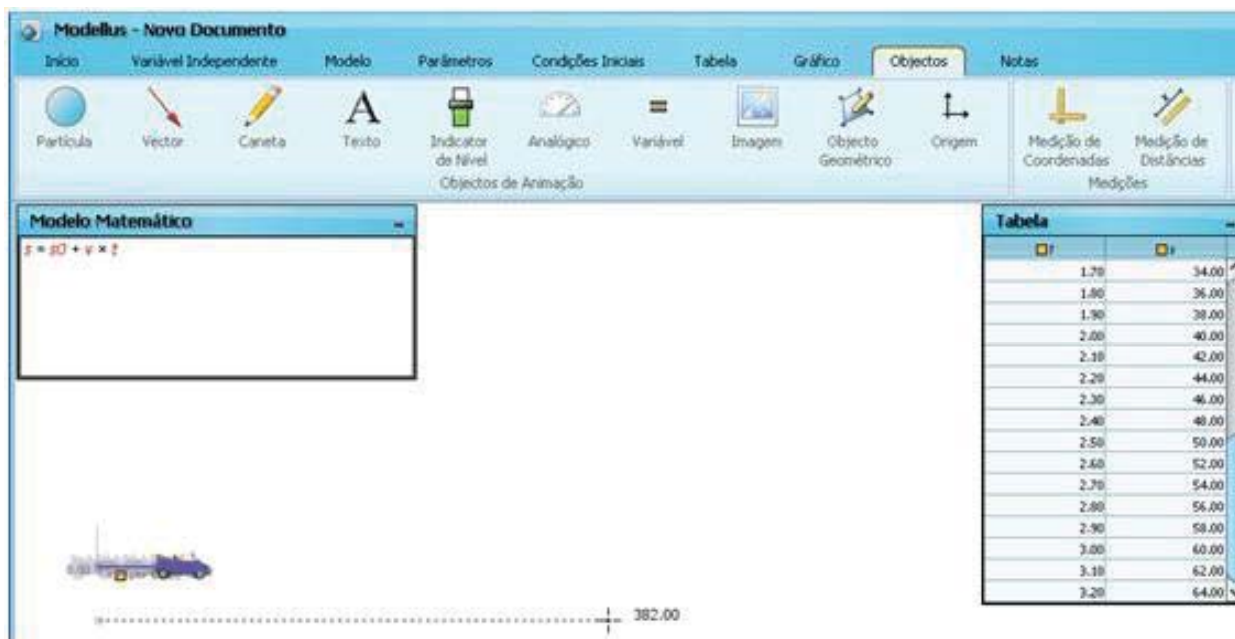 Modellus - Novo Documento
Início Variável Independente Modelo Parâmetros Condições Iniciais Tabela Gráfico Objectos Notas
Partícula Vector Caneta Texto Indicator de Nível Analógico Variável Imagem Objecto Geométrico Origem Medição de Coordenadas Medição de Distâncias
Objectos de Animação Medições
Modelo Matemático
s = s0 + v × t
Tabela
t s
1.70 34.00
1.80 36.00
1.90 38.00
2.00 40.00
2.10 42.00
2.20 44.00
2.30 46.00
2.40 48.00
2.50 50.00
2.60 52.00
2.70 54.00
2.80 56.00
2.90 58.00
3.00 60.00
3.10 62.00
3.20 64.00
382.00